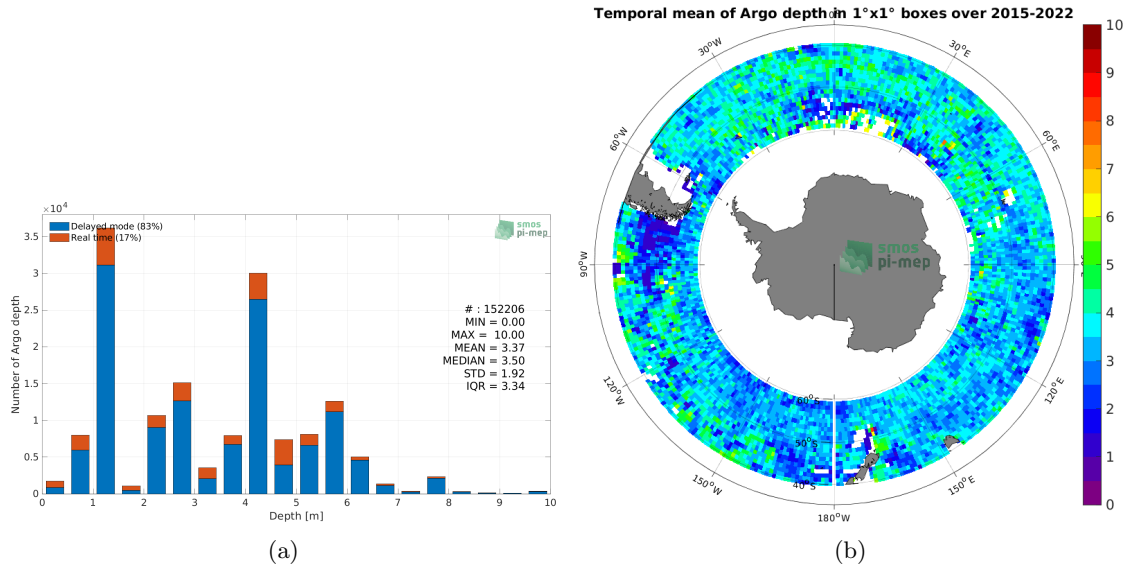 Temporal mean of Argo depth in 1°x1° boxes over 2015-2022
×10⁴
Delayed mode (83%)
Real time (17%)
smos
pi-mep
3.5
3
2.5
2
1.5
1
0.5
0
Number of Argo depth
# : 152206
MIN = 0.00
MAX = 10.00
MEAN = 3.37
MEDIAN = 3.50
STD = 1.92
IQR = 3.34
0 1 2 3 4 5 6 7 8 9 10
Depth [m]
(a)
30°W
30°E
60°W
60°E
90°W
120°W
120°E
150°W
150°E
180°W
60°S
50°S
40°S
smos
pi-mep
10
9
8
7
6
5
4
3
2
1
0
(b)